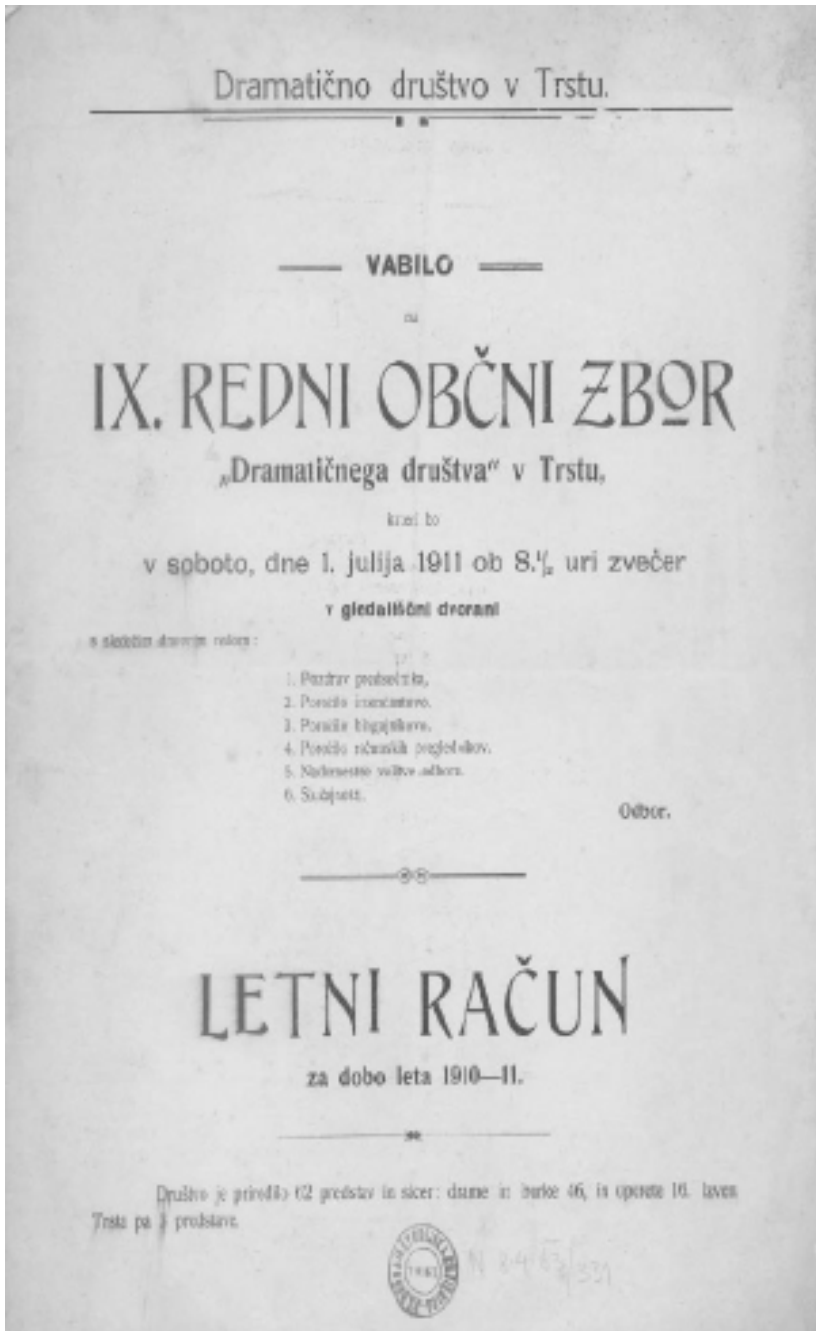 Dramatično društvo v Trstu.
VABILO
na
IX. REDNI OBČNI ZBOR
„Dramatičnega društva“ v Trstu,
ki bo
v soboto, dne 1. julija 1911 ob 8.½ uri zvečer
v gledališčni dvorani
s sledečim dnevnim redom:
1. Pozdrav predsednika,
2. Poročilo
3. Poročilo blagajnikovo.
4. Poročilo računskih preglednikov.
5. Nadomestne volitve odbora.
6. Slučajnosti.
Odbor.
LETNI RAČUN
za dobo leta 1910—11.
Društvo je priredilo 62 predstav in sicer: drame in burke 46, in operete 16. Izven
Trsta pa 3 predstave.